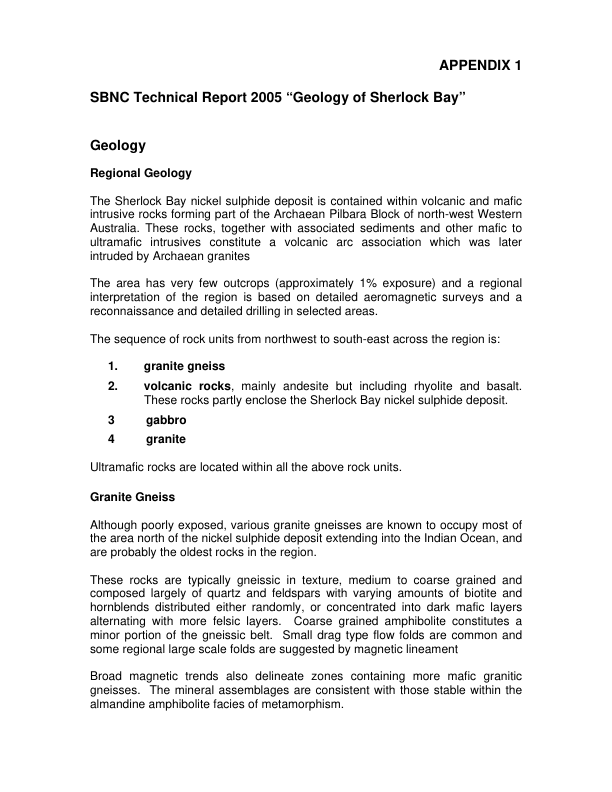 APPENDIX 1
SBNC Technical Report 2005 “Geology of Sherlock Bay”
Geology
Regional Geology
The Sherlock Bay nickel sulphide deposit is contained within volcanic and mafic
intrusive rocks forming part of the Archaean Pilbara Block of north-west Western
Australia. These rocks, together with associated sediments and other mafic to
ultramafic intrusives constitute a volcanic arc association which was later
intruded by Archaean granites
The area has very few outcrops (approximately 1% exposure) and a regional
interpretation of the region is based on detailed aeromagnetic surveys and a
reconnaissance and detailed drilling in selected areas.
The sequence of rock units from northwest to south-east across the region is:
1. granite gneiss
2. volcanic rocks, mainly andesite but including rhyolite and basalt.
These rocks partly enclose the Sherlock Bay nickel sulphide deposit.
3 gabbro
4 granite
Ultramafic rocks are located within all the above rock units.
Granite Gneiss
Although poorly exposed, various granite gneisses are known to occupy most of
the area north of the nickel sulphide deposit extending into the Indian Ocean, and
are probably the oldest rocks in the region.
These rocks are typically gneissic in texture, medium to coarse grained and
composed largely of quartz and feldspars with varying amounts of biotite and
hornblends distributed either randomly, or concentrated into dark mafic layers
alternating with more felsic layers. Coarse grained amphibolite constitutes a
minor portion of the gneissic belt. Small drag type flow folds are common and
some regional large scale folds are suggested by magnetic lineament
Broad magnetic trends also delineate zones containing more mafic granitic
gneisses. The mineral assemblages are consistent with those stable within the
almandine amphibolite facies of metamorphism.